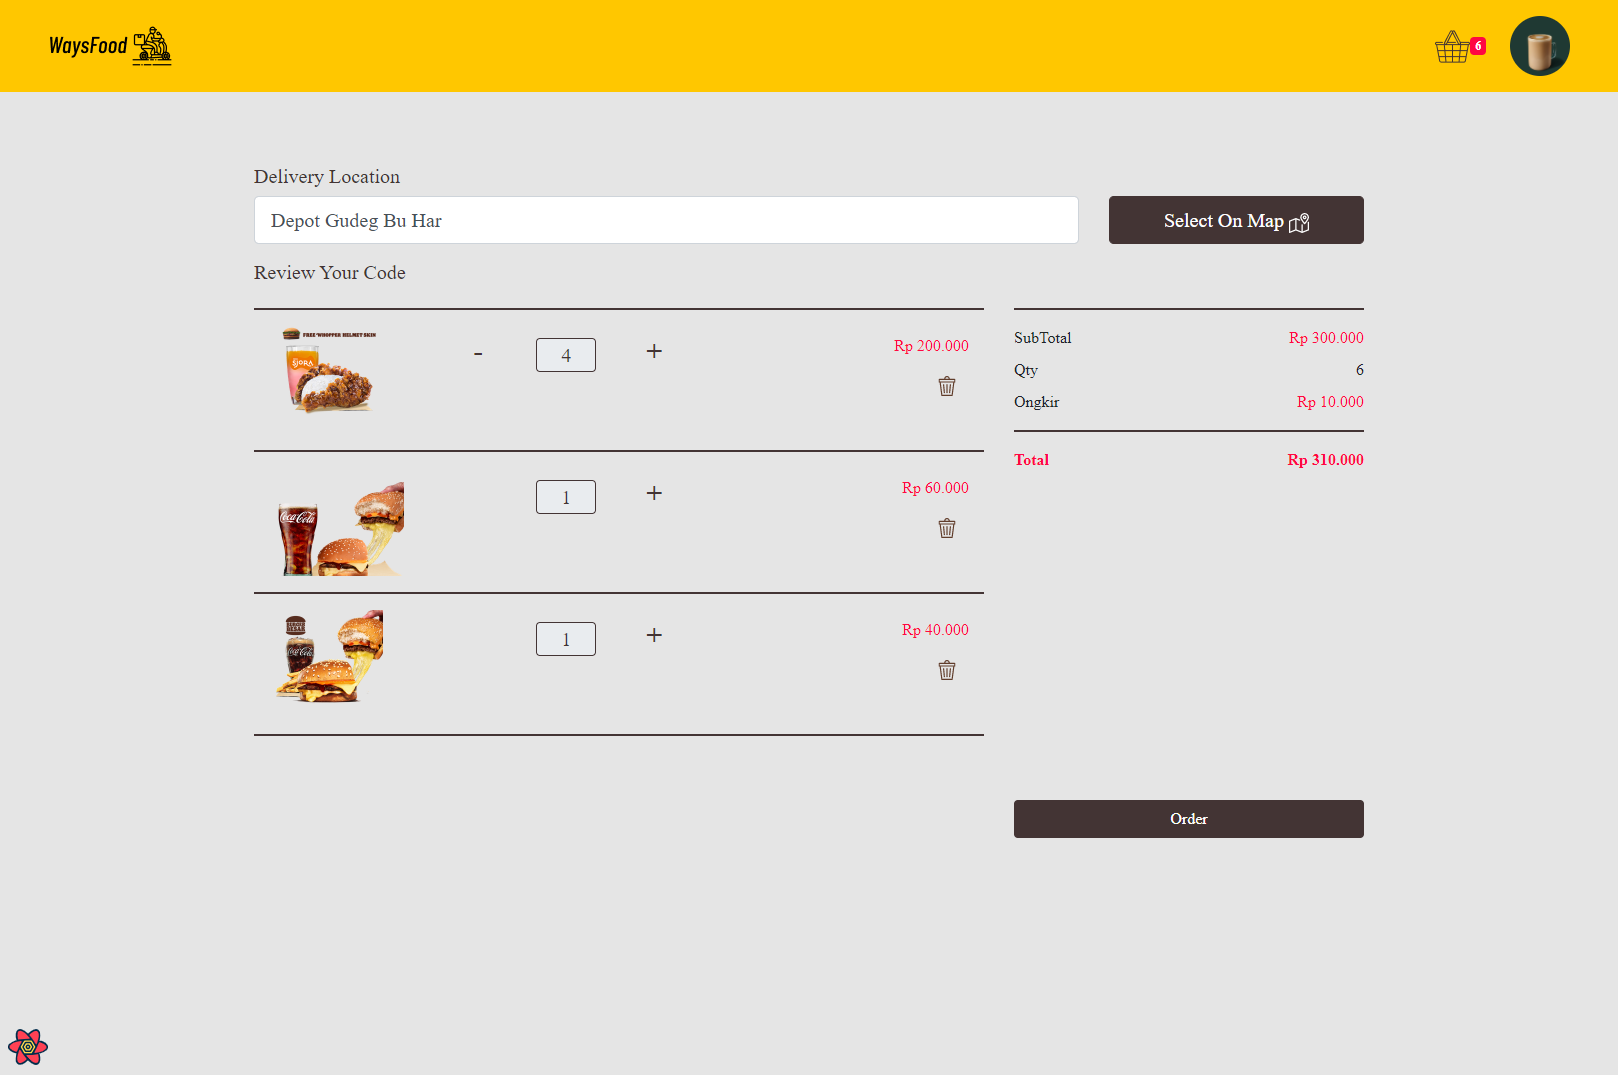 WaysFood
6
Delivery Location
Depot Gudeg Bu Har
Select On Map
Review Your Code
FREE WHOPPER HELMET SKIN
SJORA
-
4
+
Rp 200.000
SubTotal
Rp 300.000
Qty
6
Ongkir
Rp 10.000
Total
Rp 310.000
Coca-Cola
1
+
Rp 60.000
Coca-Cola
1
+
Rp 40.000
Order